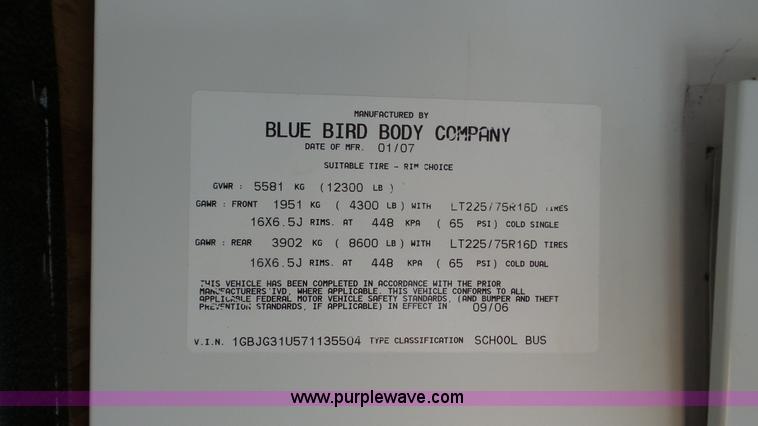 MANUFACTURED BY
BLUE BIRD BODY COMPANY
DATE OF MFR. 01/07
SUITABLE TIRE - RIM CHOICE
GVWR : 5581 KG (12300 LB )
GAWR : FRONT 1951 KG ( 4300 LB) WITH LT225/75R16D TIRES
16X6.5J RIMS. AT 448 KPA ( 65 PSI) COLD SINGLE
GAWR : REAR 3902 KG ( 8600 LB) WITH LT225/75R16D TIRES
16X6.5J RIMS. AT 448 KPA ( 65 PSI) COLD DUAL
THIS VEHICLE HAS BEEN COMPLETED IN ACCORDANCE WITH THE PRIOR
MANUFACTURERS'IVD, WHERE APPLICABLE. THIS VEHICLE CONFORMS TO ALL
APPLICABLE FEDERAL MOTOR VEHICLE SAFETY STANDARDS, (AND BUMPER AND THEFT
PREVENTION STANDARDS, IF APPLICABLE) IN EFFECT IN 09/06
V.I.N. 1GBJG31U571135504 TYPE CLASSIFICATION SCHOOL BUS
www.purplewave.com